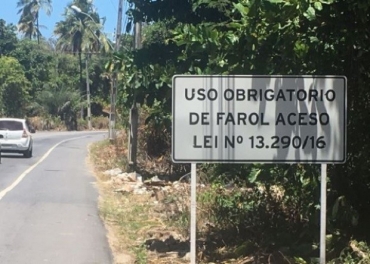 USO OBRIGATORIO
DE FAROL ACESO
LEI Nº 13.290/16